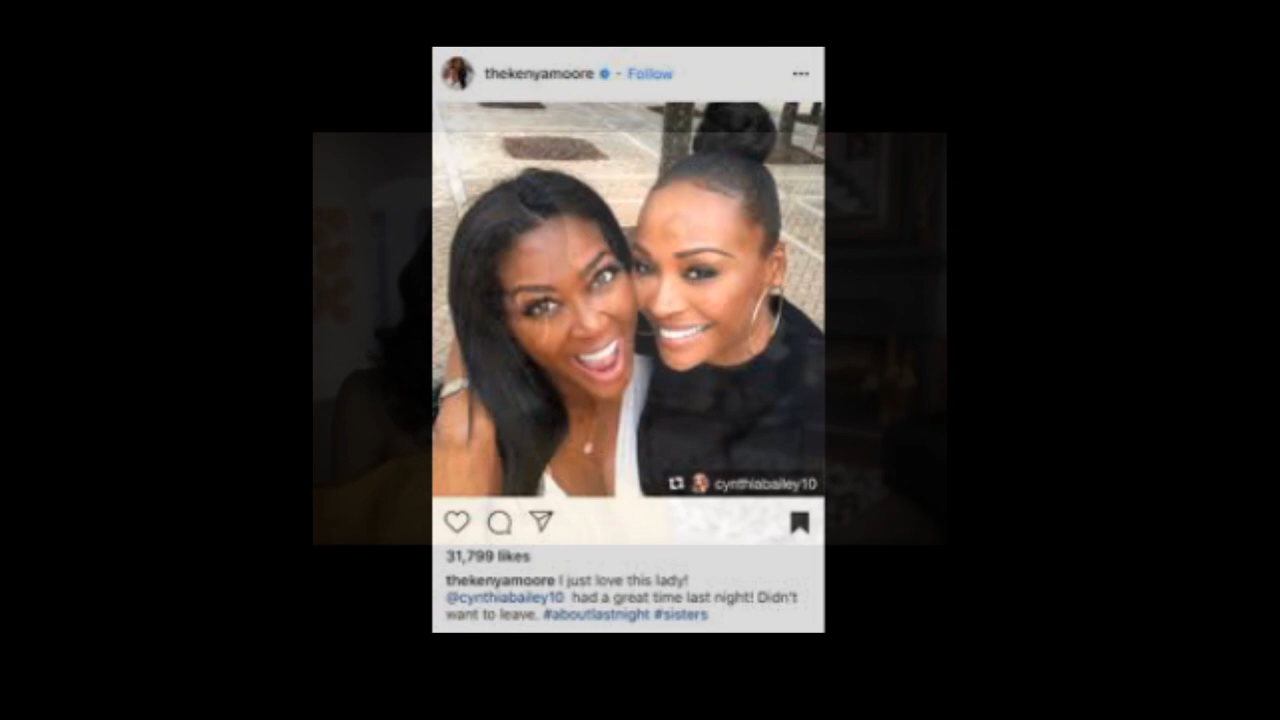 thekenyamoore - Follow
cynthiabailey10
31,799 likes
thekenyamoore I just love this lady!
@cynthiabailey10 had a great time last night! Didn't
want to leave. #aboutlastnight #sisters